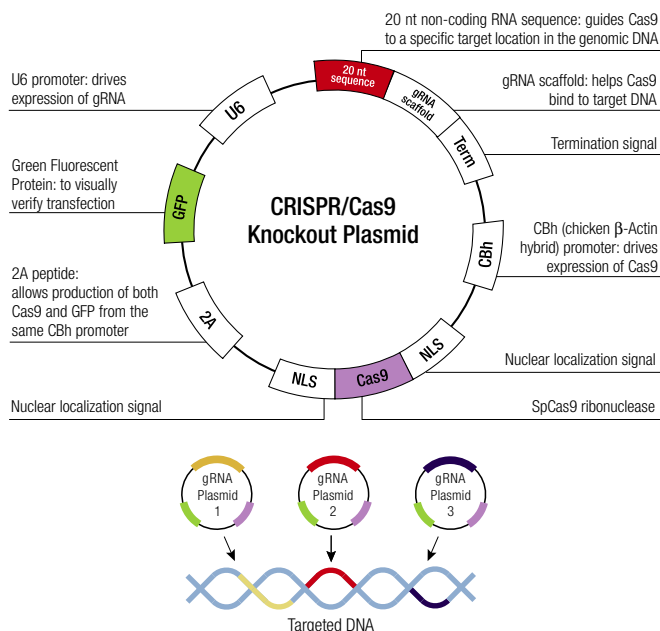 20 nt non-coding RNA sequence: guides Cas9
to a specific target location in the genomic DNA
U6 promoter: drives
expression of gRNA
gRNA scaffold: helps Cas9
bind to target DNA
Termination signal
Green Fluorescent
Protein: to visually
verify transfection
CBh (chicken β-Actin
hybrid) promoter: drives
expression of Cas9
2A peptide:
allows production of both
Cas9 and GFP from the
same CBh promoter
Nuclear localization signal
Nuclear localization signal
SpCas9 ribonuclease
CRISPR/Cas9
Knockout Plasmid
20 nt
sequence
gRNA
scaffold
Term
CBh
NLS
Cas9
NLS
2A
GFP
U6
gRNA
Plasmid
1
gRNA
Plasmid
2
gRNA
Plasmid
3
Targeted DNA